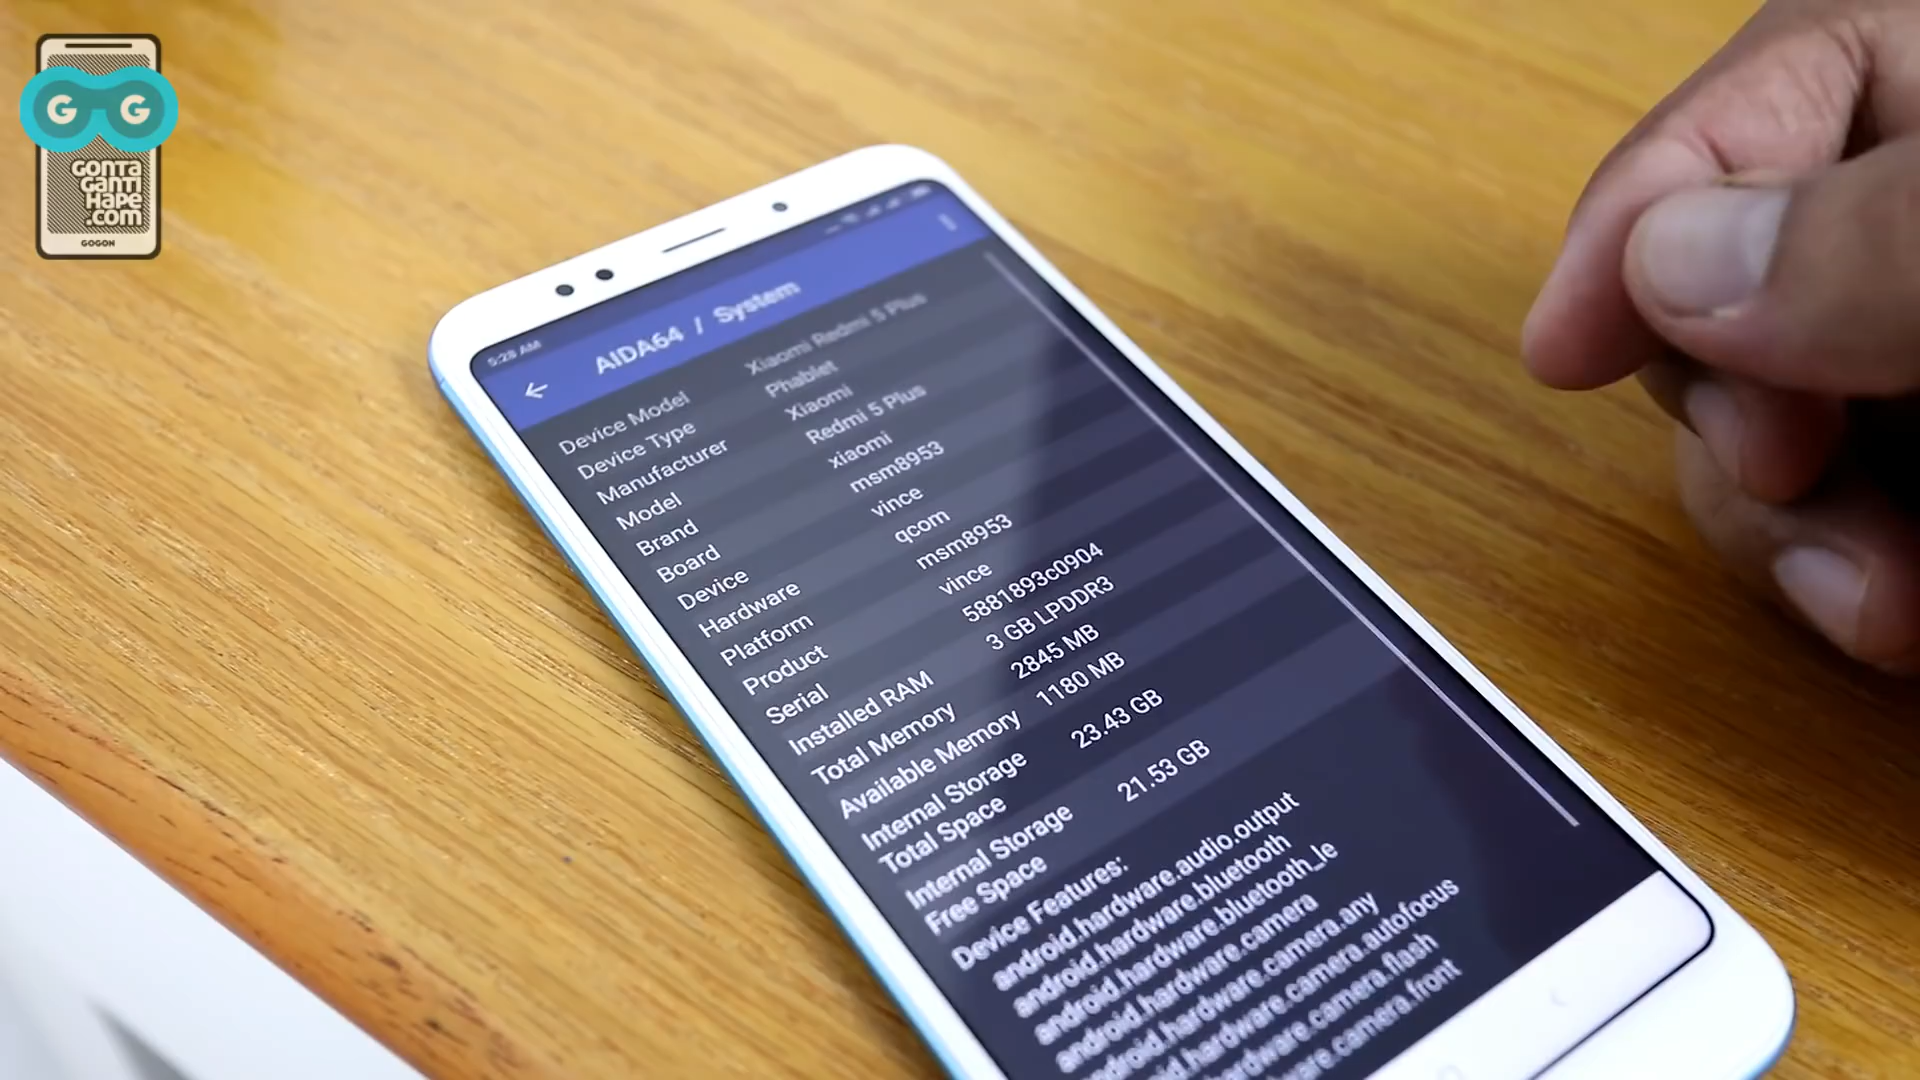 G G
GONTA
GANTI
HAPE
.COM
GOGON
5:28 AM
AIDA64 / System
Device Model Xiaomi Redmi 5 Plus
Device Type Phablet
Manufacturer Xiaomi
Model Redmi 5 Plus
Brand xiaomi
Board msm8953
Device vince
Hardware qcom
Platform msm8953
Product vince
Serial 5881893c0904
Installed RAM 3 GB LPDDR3
Total Memory 2845 MB
Available Memory 1180 MB
Internal Storage
Total Space 23.43 GB
Internal Storage
Free Space 21.53 GB
Device Features:
android.hardware.audio.output
android.hardware.bluetooth
android.hardware.bluetooth_le
android.hardware.camera
android.hardware.camera.any
android.hardware.camera.autofocus
hardware.camera.flash
hardware.camera.front